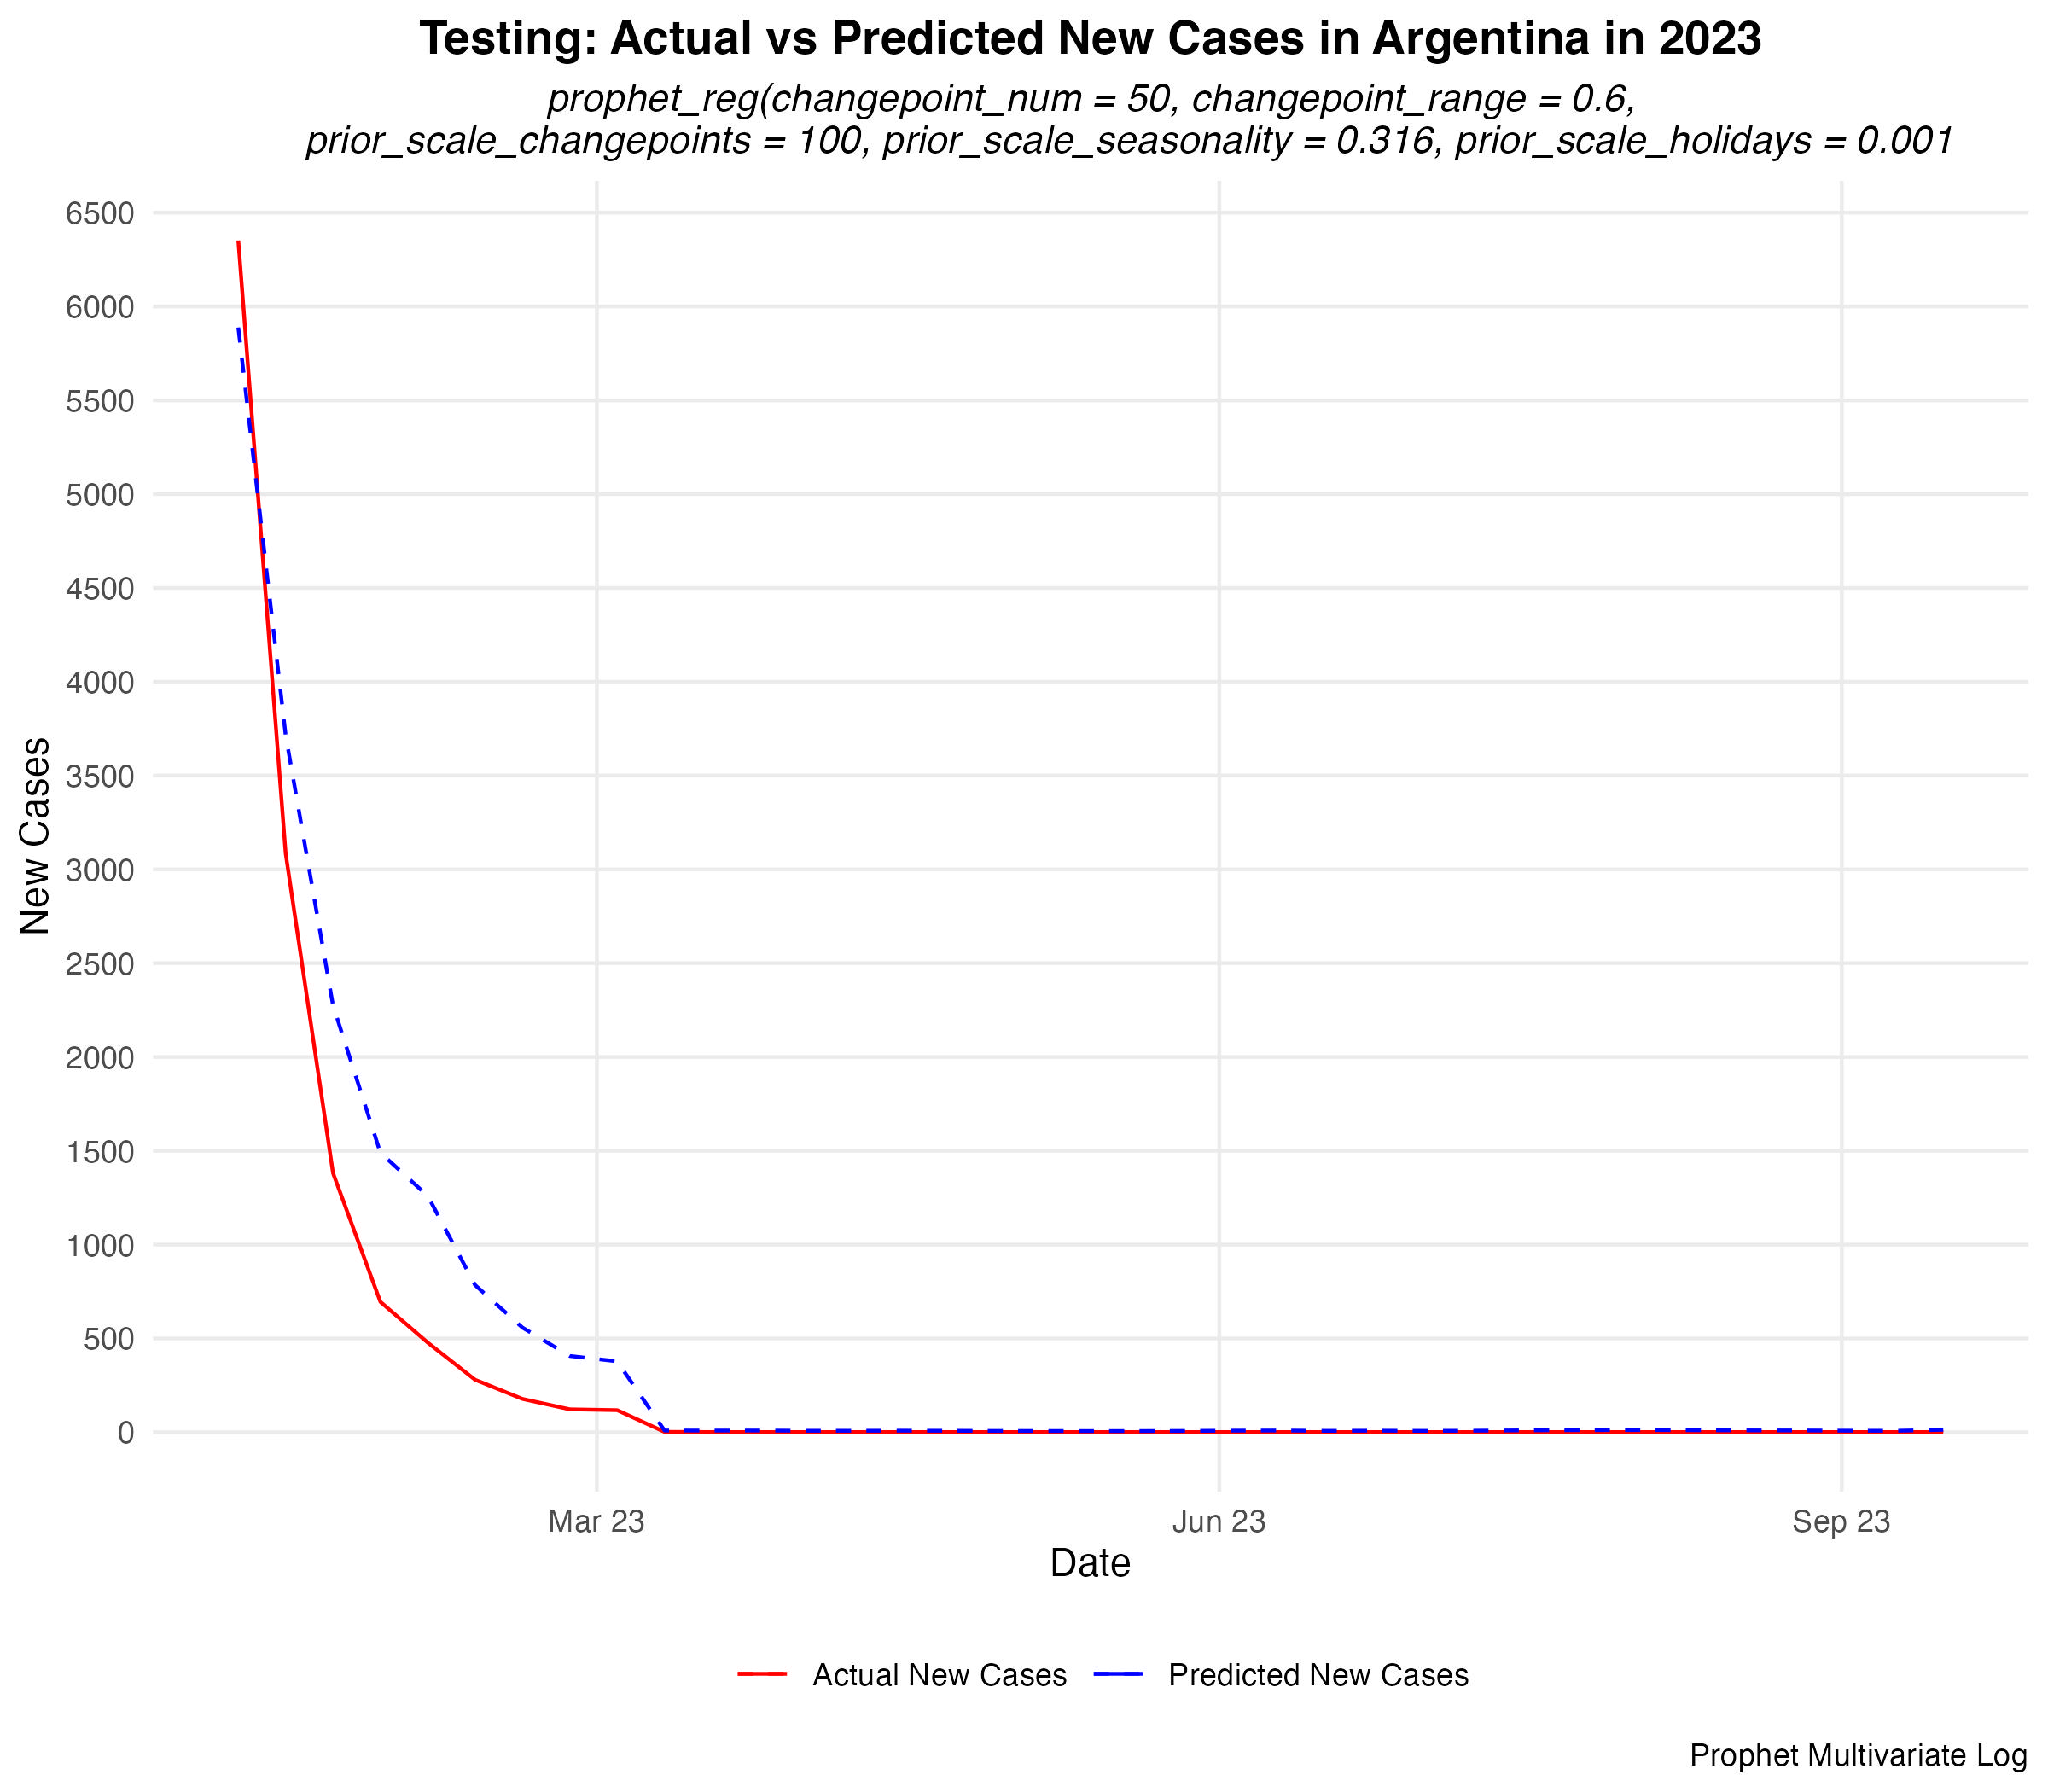 Testing: Actual vs Predicted New Cases in Argentina in 2023
prophet_reg(changepoint_num = 50, changepoint_range = 0.6,
prior_scale_changepoints = 100, prior_scale_seasonality = 0.316, prior_scale_holidays = 0.001
New Cases
6500
6000
5500
5000
4500
4000
3500
3000
2500
2000
1500
1000
500
0
Mar 23
Jun 23
Sep 23
Date
Actual New Cases
Predicted New Cases
Prophet Multivariate Log